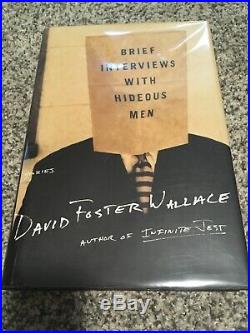 BRIEF
INTERVIEWS
WITH
HIDEOUS
MEN
STORIES
DAVID FOSTER WALLACE
AUTHOR OF INFINITE JEST